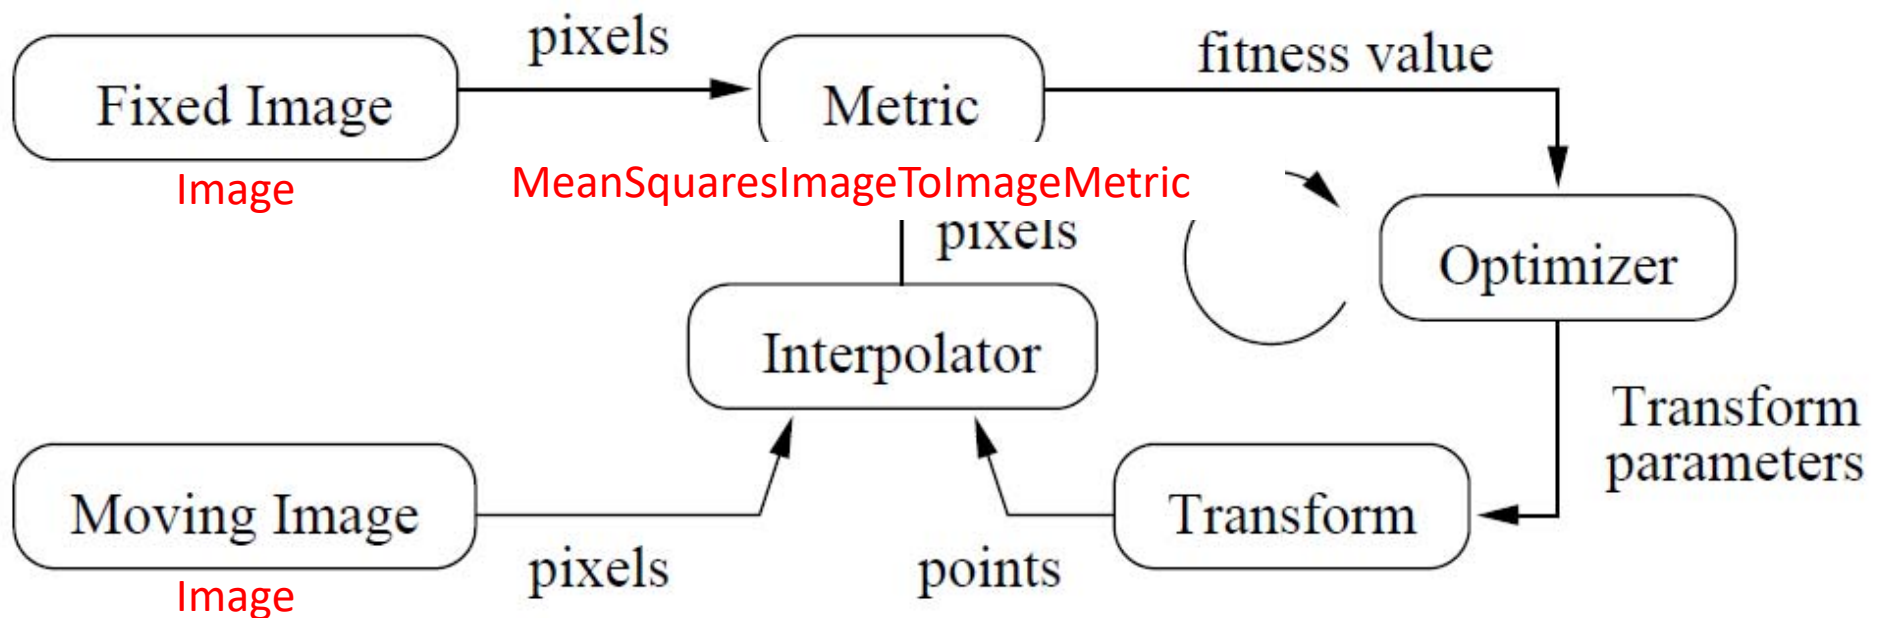 pixels
fitness value
Fixed Image
Metric
Image
MeanSquaresImageToImageMetric
pixels
Optimizer
Interpolator
Transform
parameters
Moving Image
Transform
pixels
points
Image